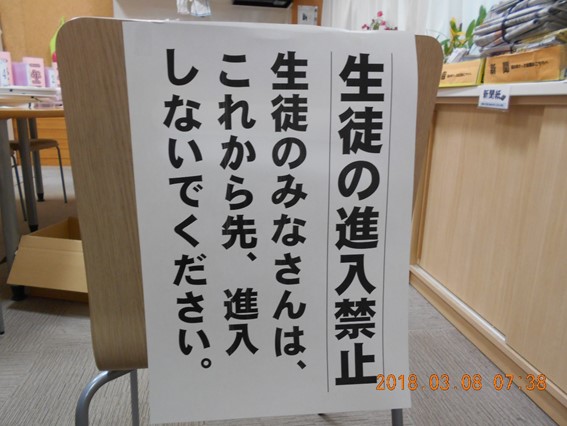 生徒の進入禁止
生徒のみなさんは、
これから先、進入
しないでください。
2018.03.08 07:38